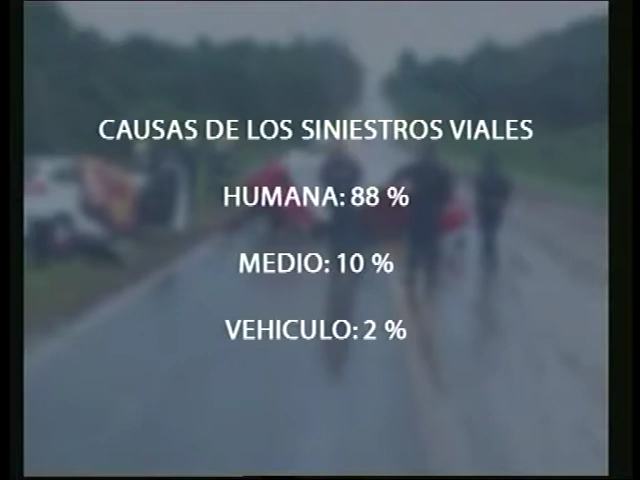 CAUSAS DE LOS SINIESTROS VIALES
HUMANA: 88 %
MEDIO: 10 %
VEHICULO: 2 %